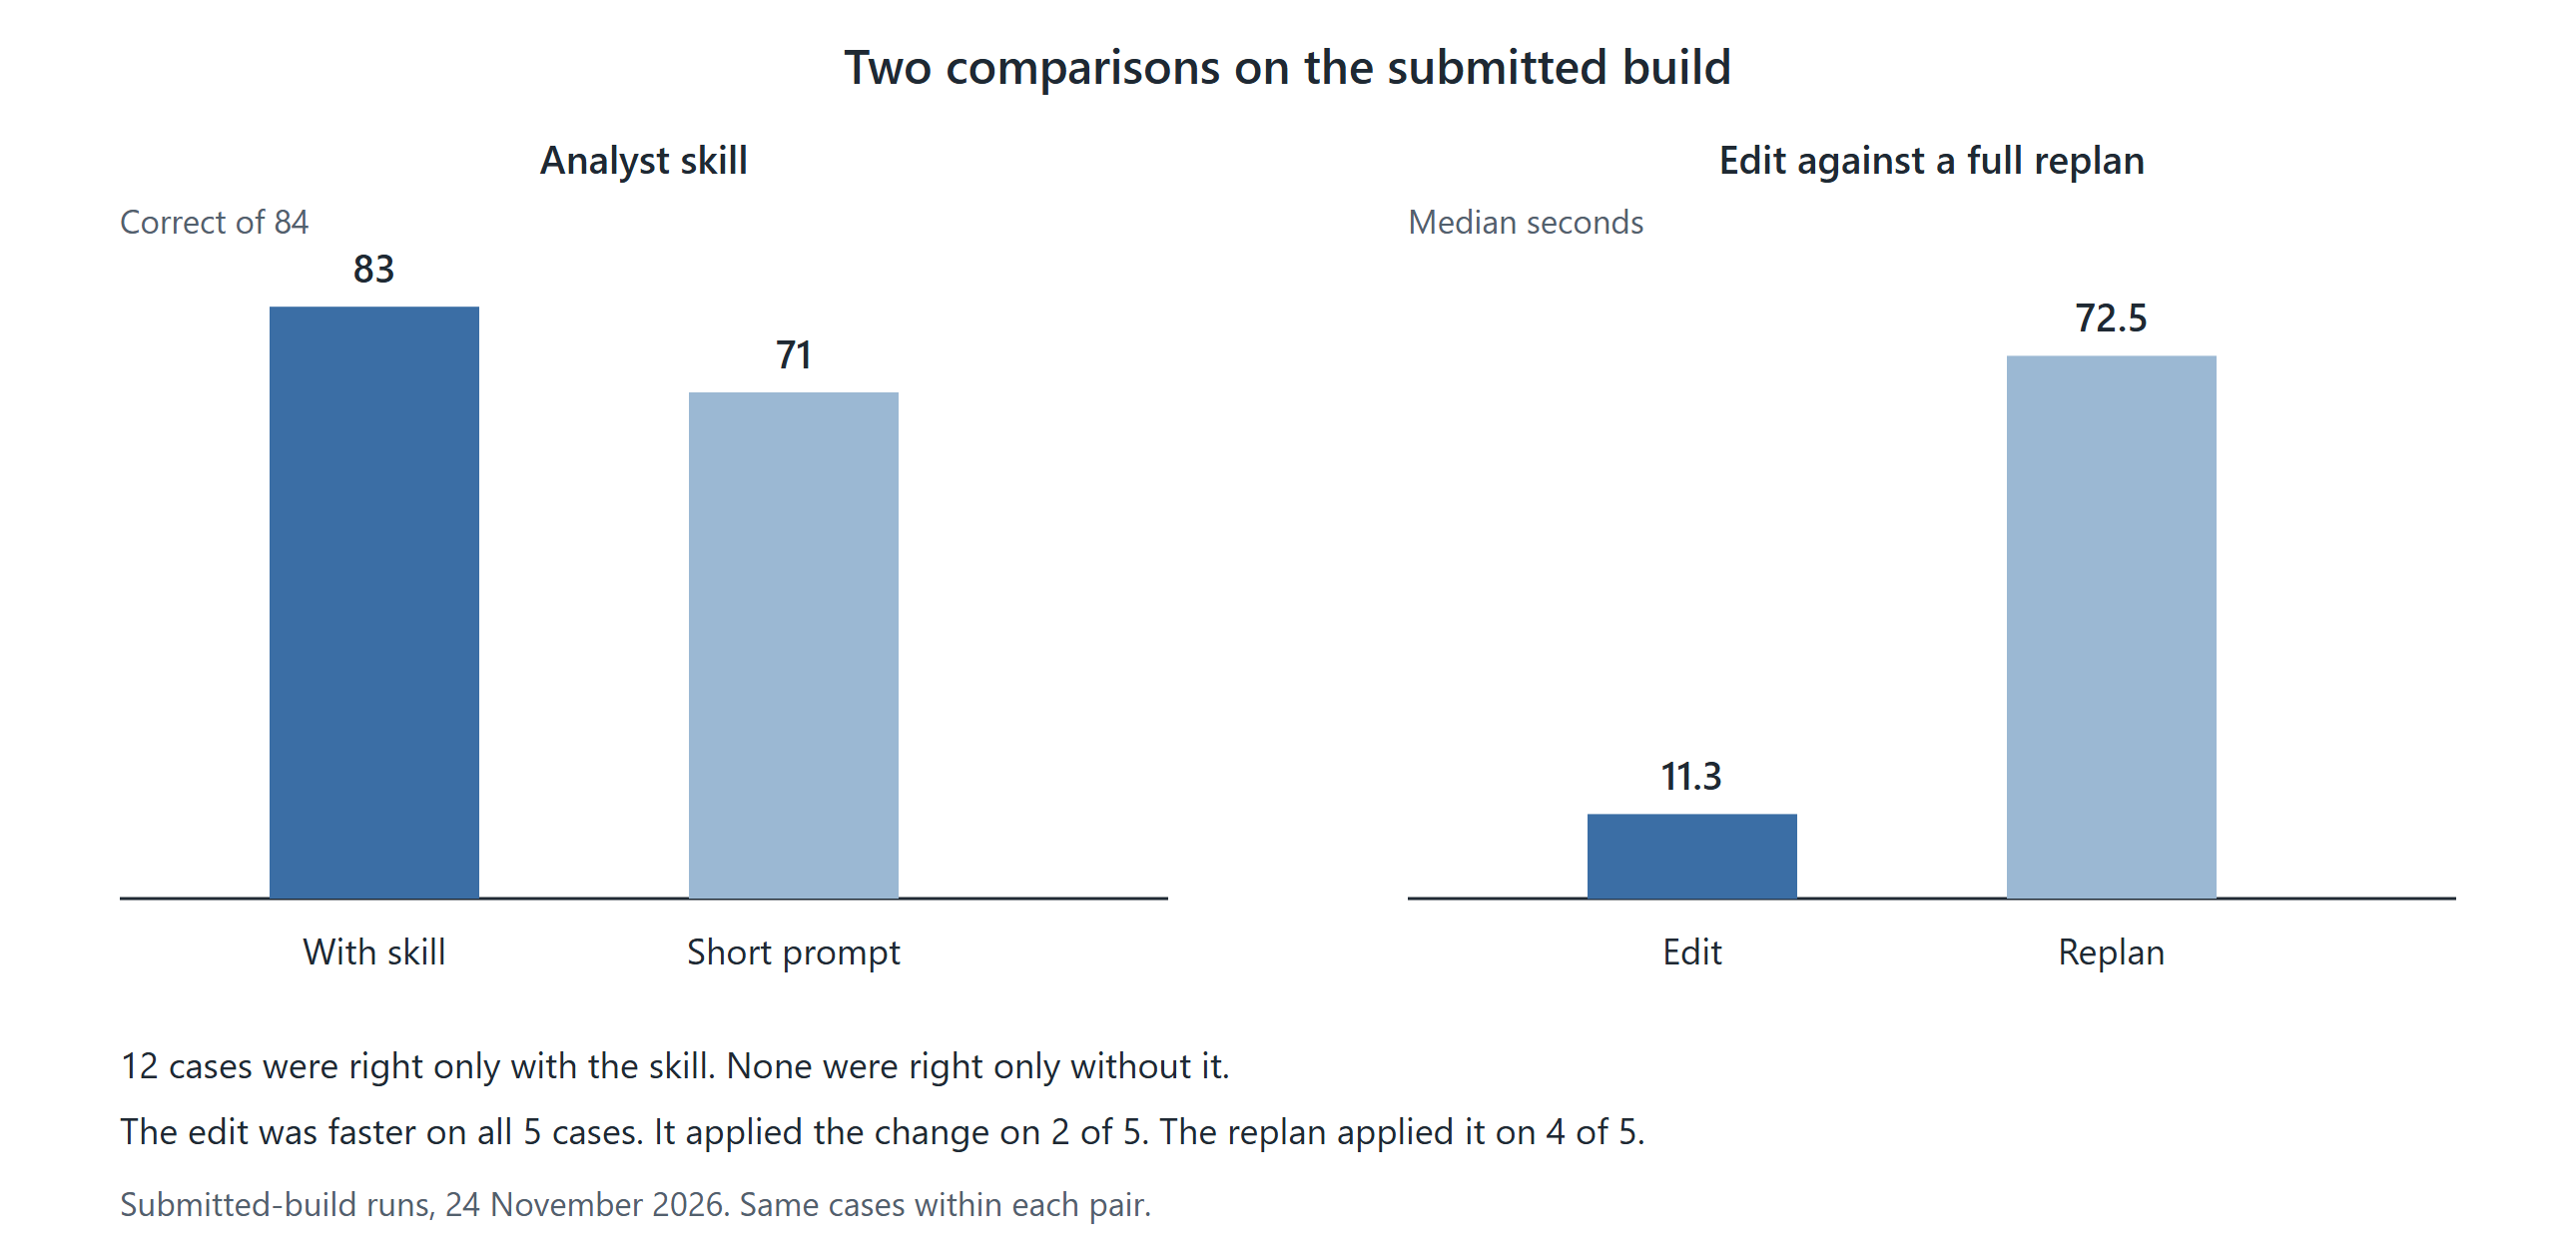 Two comparisons on the submitted build
Analyst skill
Correct of 84
83
71
With skill
Short prompt
Edit against a full replan
Median seconds
11.3
72.5
Edit
Replan
12 cases were right only with the skill. None were right only without it.
The edit was faster on all 5 cases. It applied the change on 2 of 5. The replan applied it on 4 of 5.
Submitted-build runs, 24 November 2026. Same cases within each pair.